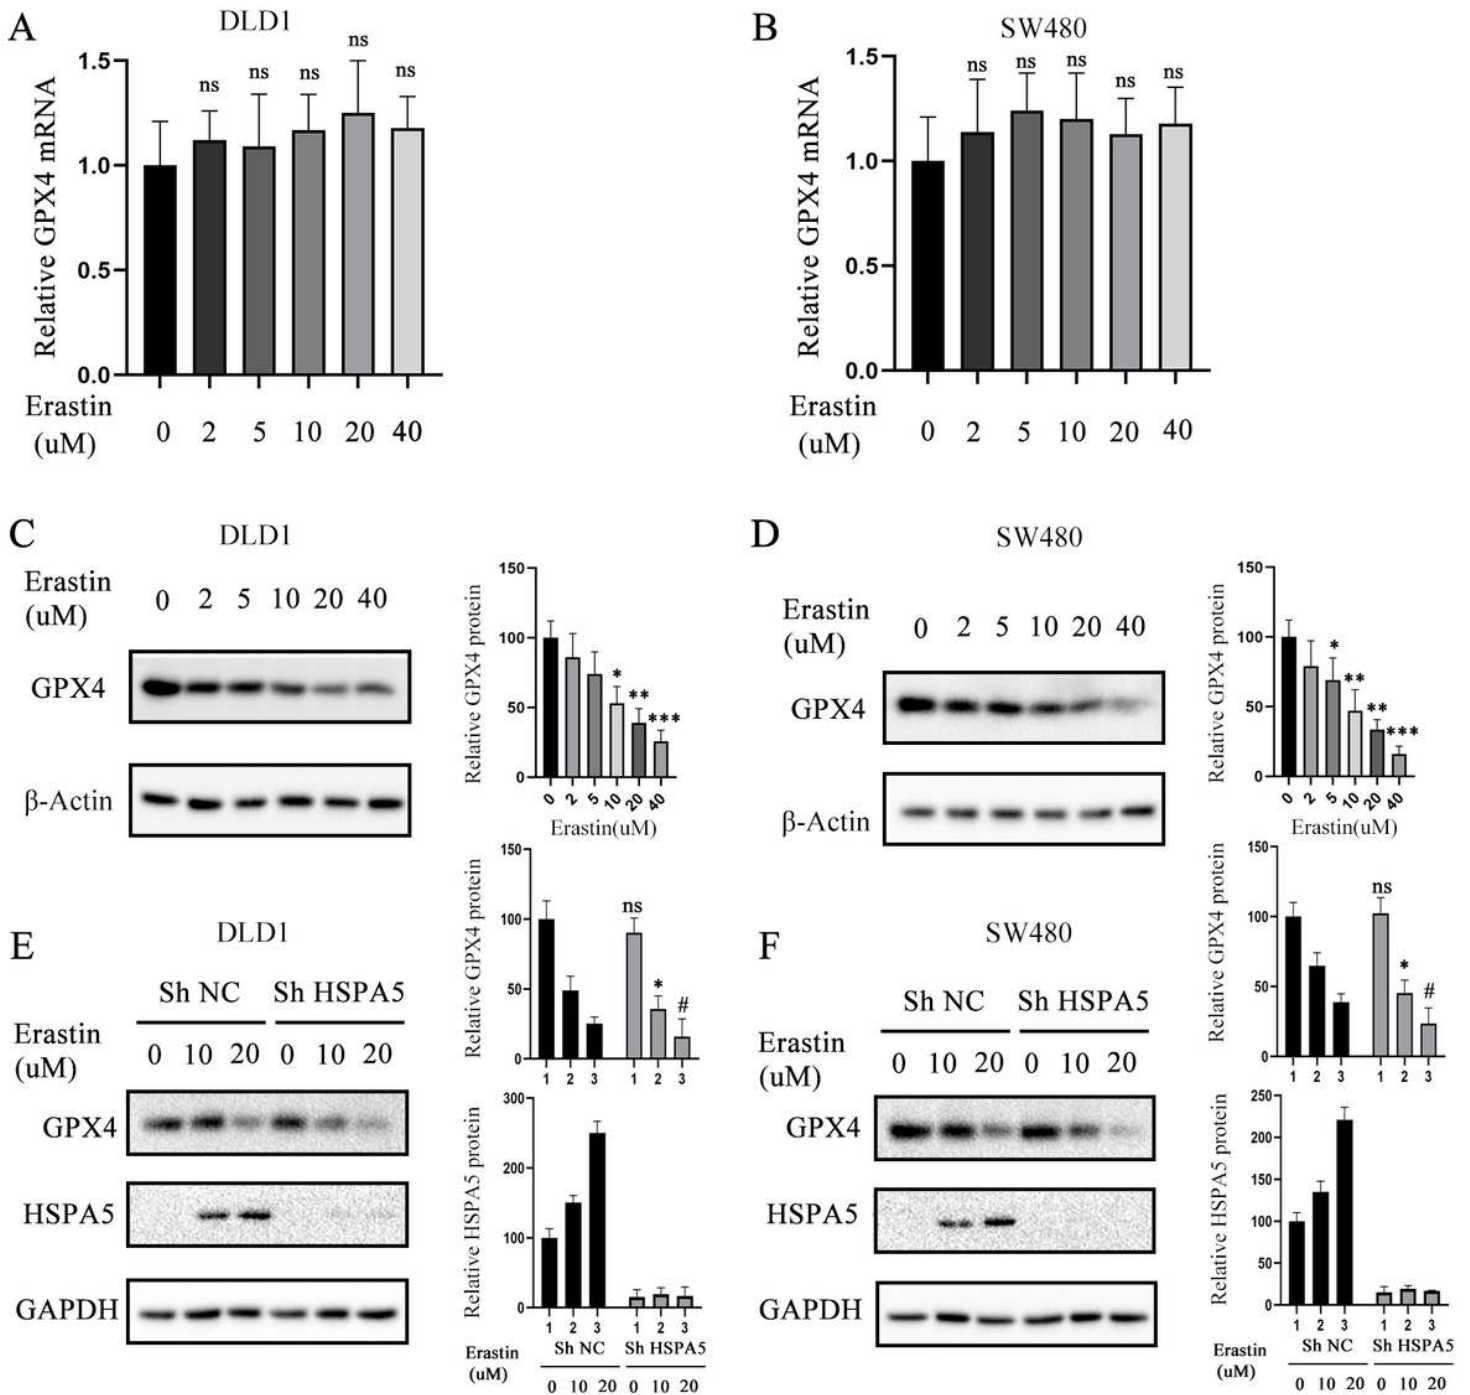 A
DLD1
Relative GPX4 mRNA
1.5
1.0
0.5
0.0
ns
ns
ns
ns
ns
Erastin
(uM)
0 2 5 10 20 40
B
SW480
Relative GPX4 mRNA
1.5
1.0
0.5
0.0
ns
ns
ns
ns
ns
Erastin
(uM)
0 2 5 10 20 40
C
DLD1
Erastin
(uM)
0 2 5 10 20 40
GPX4
β-Actin
Relative GPX4 protein
150
100
50
0
*
**
***
0 2 5 10 20 40
Erastin(uM)
D
SW480
Erastin
(uM)
0 2 5 10 20 40
GPX4
β-Actin
Relative GPX4 protein
150
100
50
0
*
**
**
***
0 2 5 10 20 40
Erastin(uM)
E
DLD1
Sh NC Sh HSPA5
Erastin
(uM)
0 10 20 0 10 20
GPX4
HSPA5
GAPDH
Relative GPX4 protein
150
100
50
0
ns
*
#
1 2 3 1 2 3
Relative HSPA5 protein
300
200
100
0
1 2 3 1 2 3
Sh NC Sh HSPA5
Erastin
(uM)
0 10 20 0 10 20
F
SW480
Sh NC Sh HSPA5
Erastin
(uM)
0 10 20 0 10 20
GPX4
HSPA5
GAPDH
Relative GPX4 protein
150
100
50
0
ns
*
#
1 2 3 1 2 3
Relative HSPA5 protein
250
200
150
100
50
0
1 2 3 1 2 3
Sh NC Sh HSPA5
Erastin
(uM)
0 10 20 0 10 20